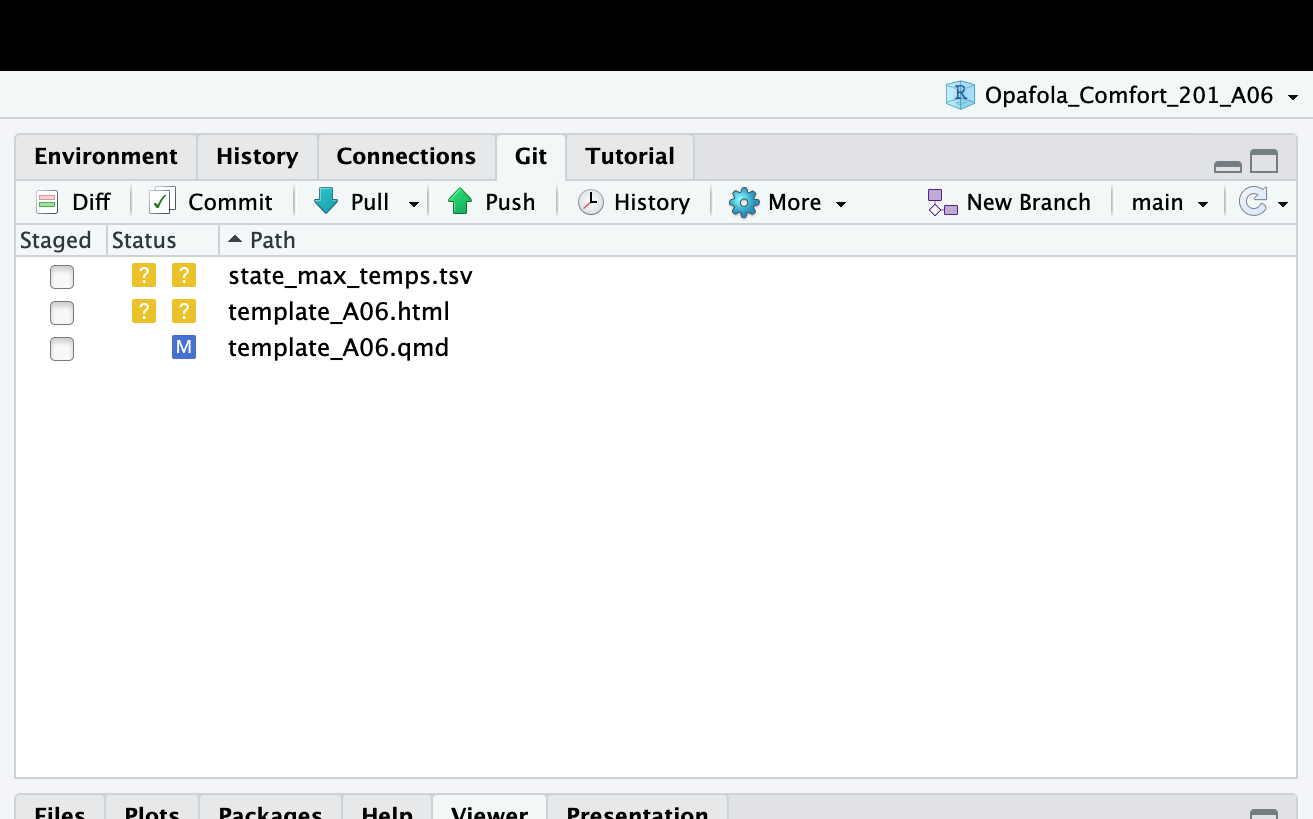 Opafola_Comfort_201_A06
Environment History Connections Git Tutorial
Diff Commit Pull Push History More New Branch main
Staged Status Path
? ? state_max_temps.tsv
? ? template_A06.html
M template_A06.qmd
Files Plots Packages Help Viewer Presentation